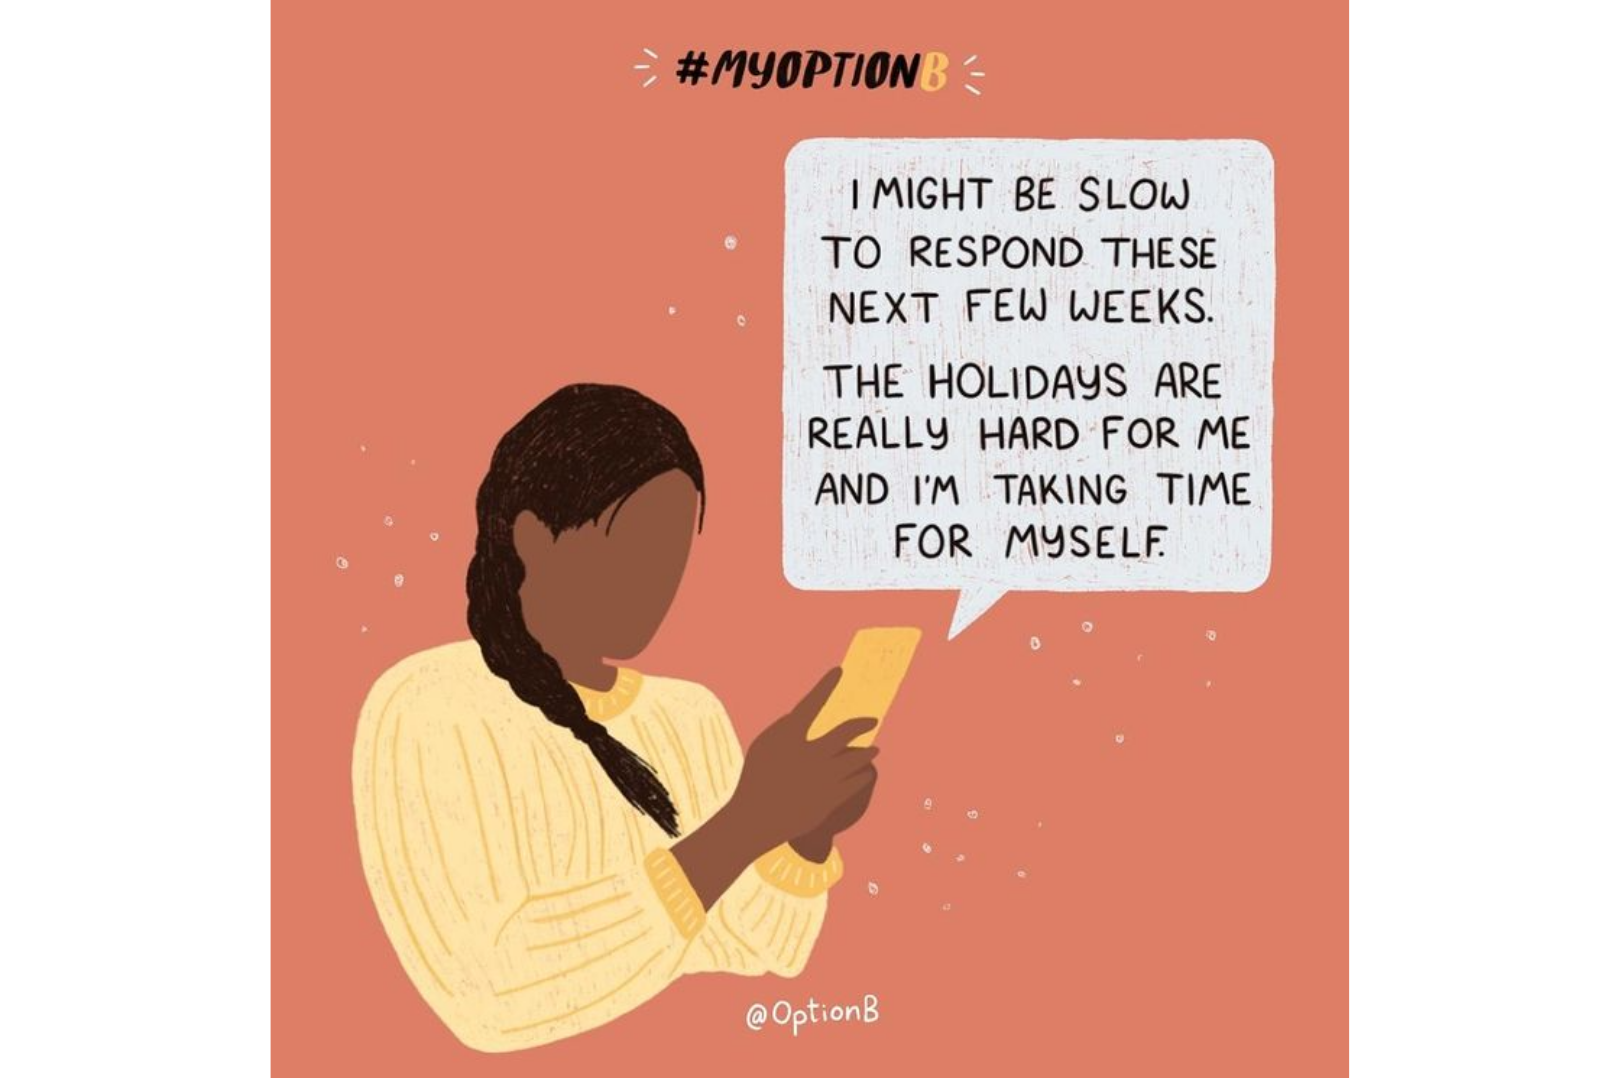 #MYOPTIONB
I MIGHT BE SLOW
TO RESPOND THESE
NEXT FEW WEEKS.
THE HOLIDAYS ARE
REALLY HARD FOR ME
AND I'M TAKING TIME
FOR MYSELF.
@OptionB